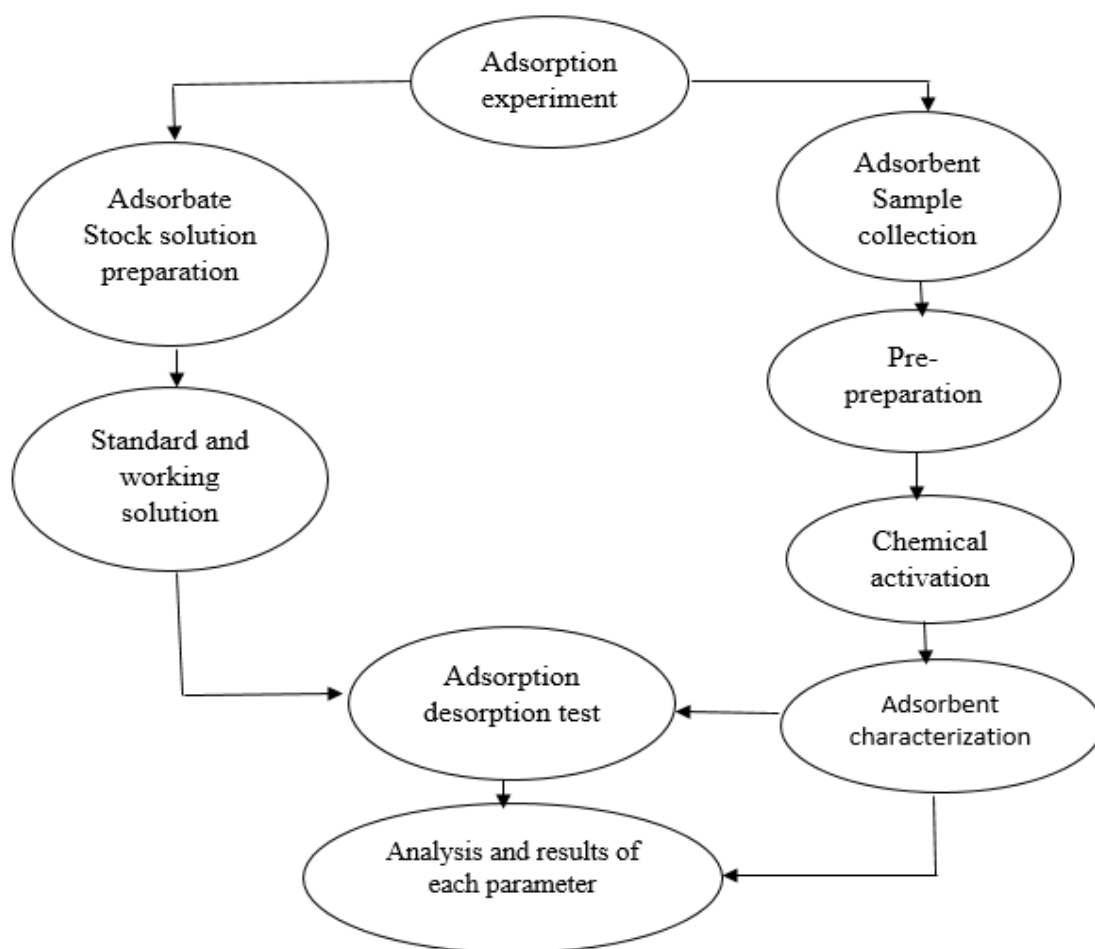 Adsorption
experiment
Adsorbate
Stock solution
preparation
Adsorbent
Sample
collection
Standard and
working
solution
Pre-
preparation
Chemical
activation
Adsorption
desorption test
Adsorbent
characterization
Analysis and results of
each parameter